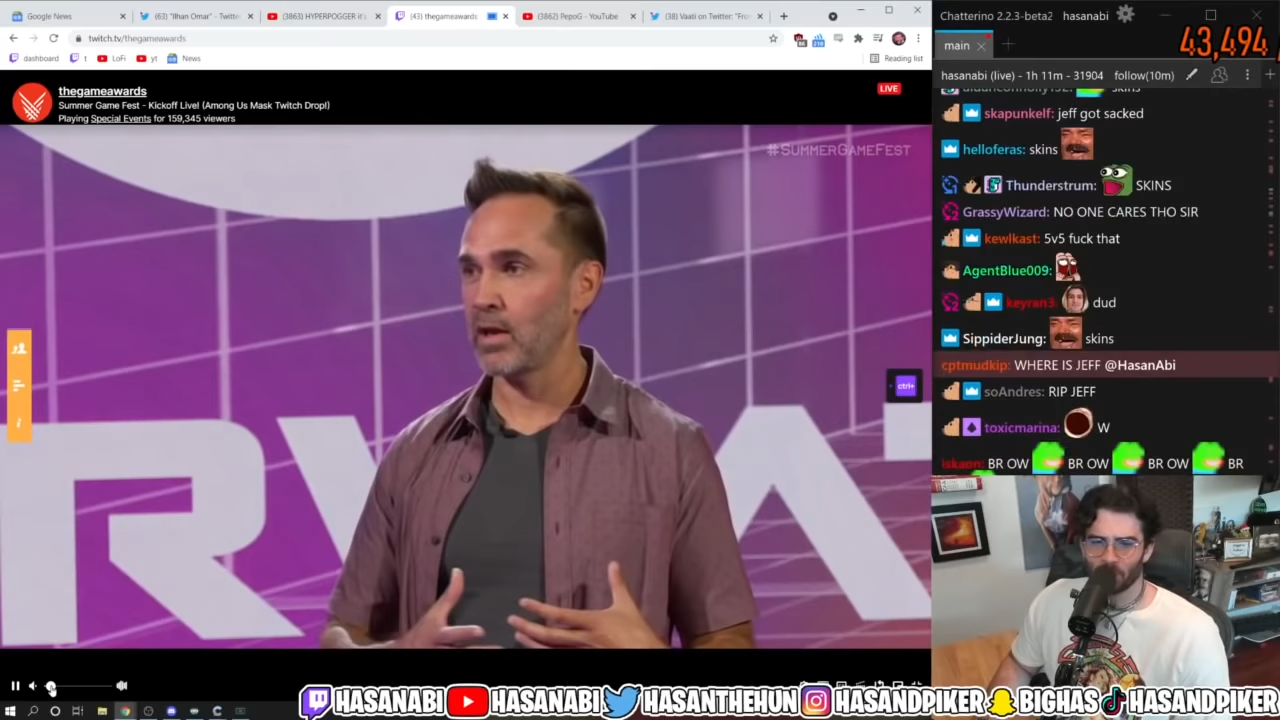 Google News
(63) "Ilhan Omar" - Twitte
(3863) HYPERPOGGER it's
(43) thegameawards
(3862) PepoG - YouTube
(38) Vaati on Twitter: "Fro
twitch.tv/thegameawards
dashboard
t
LoFi
yt
News
Reading list
thegameawards
Summer Game Fest - Kickoff Live! (Among Us Mask Twitch Drop!)
Playing Special Events for 159,345 viewers
LIVE
#SUMMERGAMEFEST
ctrl+
Chatterino 2.2.3-beta2
hasanabi
43,494
main
hasanabi (live) - 1h 11m - 31904
follow(10m)
skins
skapunkelf: jeff got sacked
helloferas: skins
Thunderstrum: SKINS
GrassyWizard: NO ONE CARES THO SIR
kewlkast: 5v5 fuck that
AgentBlue009:
keyran3: dud
SippiderJung: skins
cptmudkip: WHERE IS JEFF @HasanAbi
soAndres: RIP JEFF
toxicmarina: W
iskaon: BR OW BR OW BR OW BR
HASANABI HASANABI HASANTHEHUN HASANDPIKER BIGHAS HASANDPIKER